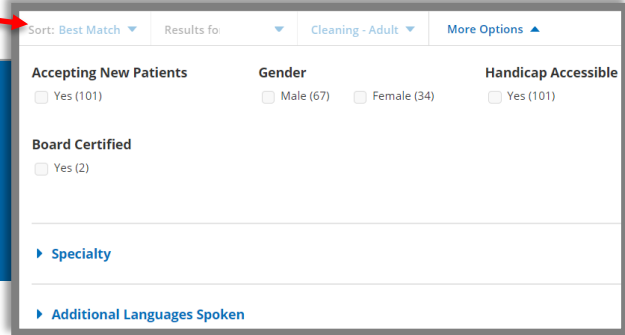 Sort: Best Match Results for Cleaning - Adult More Options
Accepting New Patients Gender Handicap Accessible
Yes (101) Male (67) Female (34) Yes (101)
Board Certified
Yes (2)
Specialty
Additional Languages Spoken